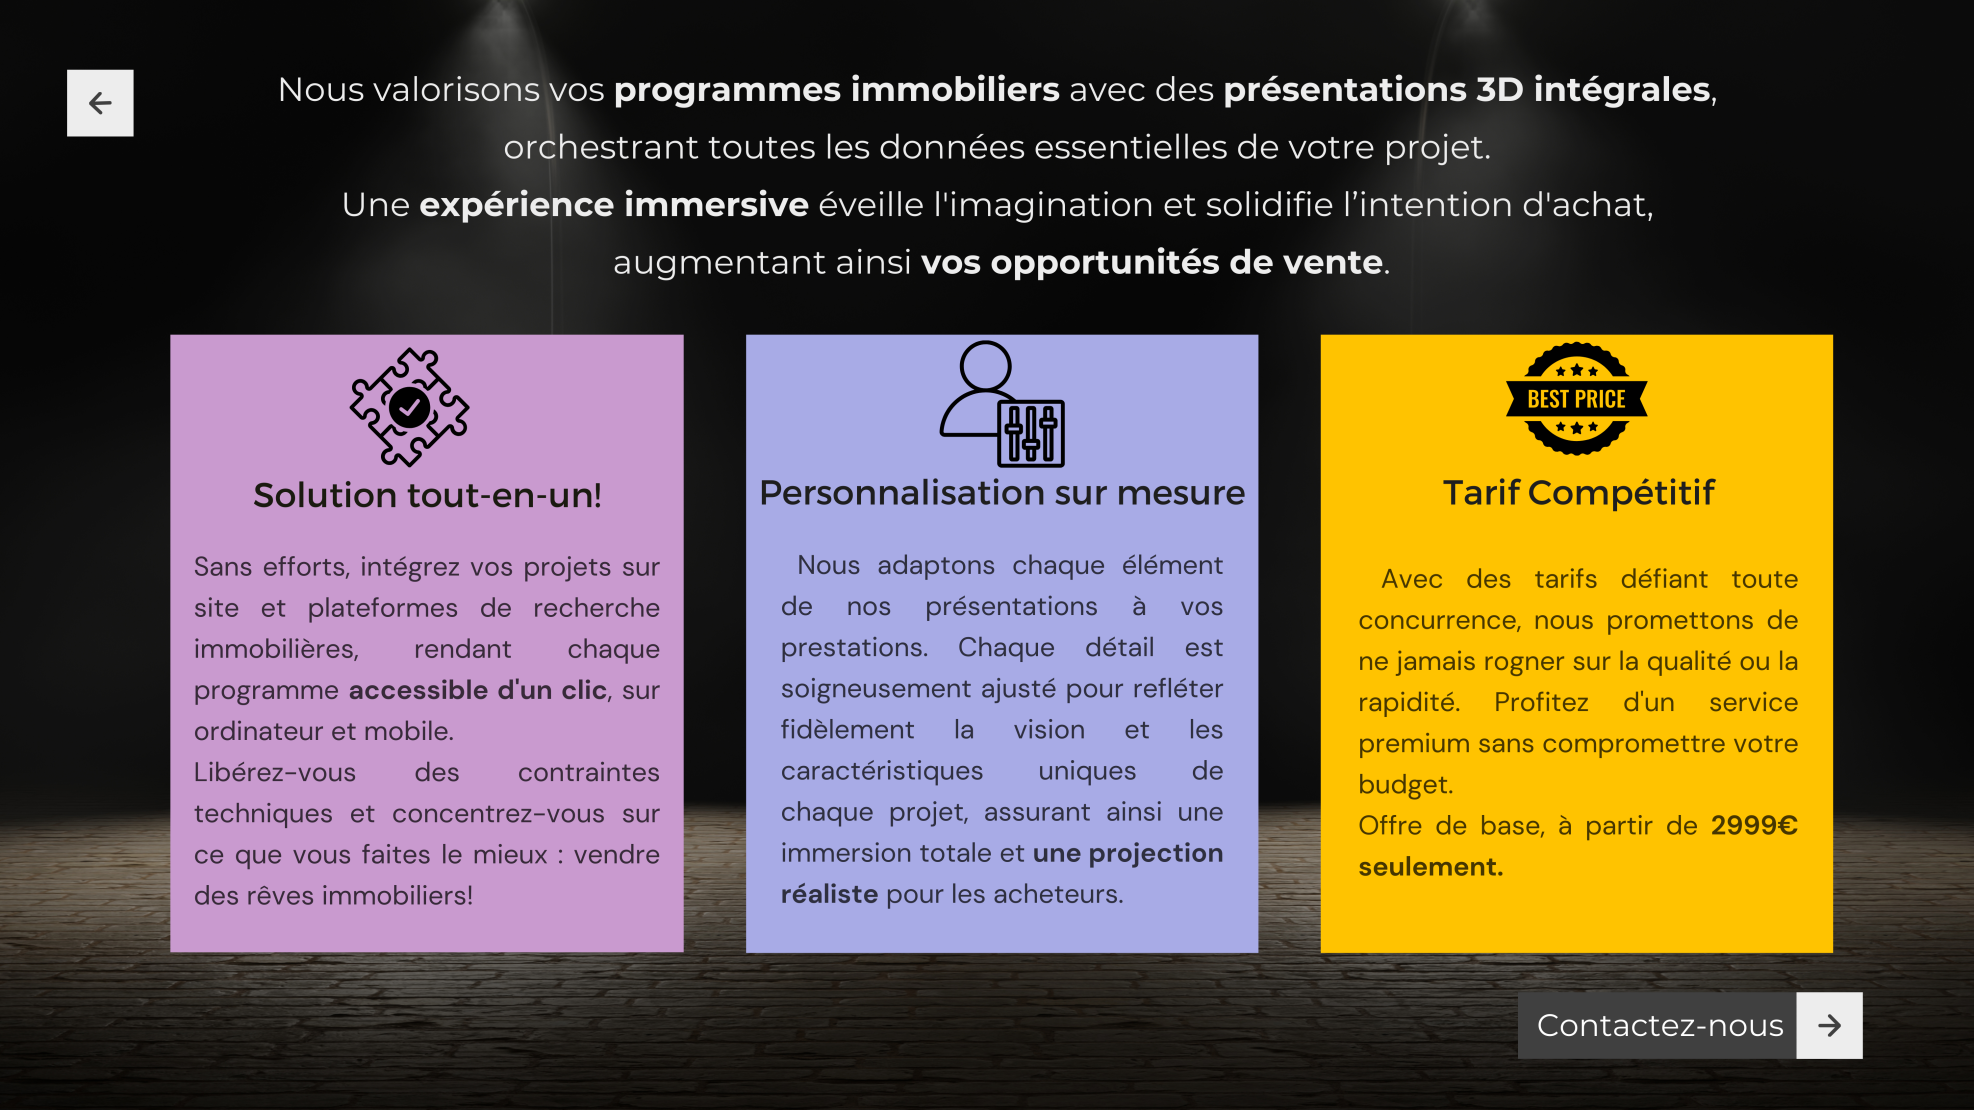 Nous valorisons vos programmes immobiliers avec des présentations 3D intégrales,
orchestrant toutes les données essentielles de votre projet.
Une expérience immersive éveille l'imagination et solidifie l’intention d'achat,
augmentant ainsi vos opportunités de vente.
Solution tout-en-un!
Sans efforts, intégrez vos projets sur
site et plateformes de recherche
immobilières, rendant chaque
programme accessible d'un clic, sur
ordinateur et mobile.
Libérez-vous des contraintes
techniques et concentrez-vous sur
ce que vous faites le mieux : vendre
des rêves immobiliers!
Personnalisation sur mesure
Nous adaptons chaque élément
de nos présentations à vos
prestations. Chaque détail est
soigneusement ajusté pour refléter
fidèlement la vision et les
caractéristiques uniques de
chaque projet, assurant ainsi une
immersion totale et une projection
réaliste pour les acheteurs.
BEST PRICE
Tarif Compétitif
Avec des tarifs défiant toute
concurrence, nous promettons de
ne jamais rogner sur la qualité ou la
rapidité. Profitez d'un service
premium sans compromettre votre
budget.
Offre de base, à partir de 2999€
seulement.
Contactez-nous